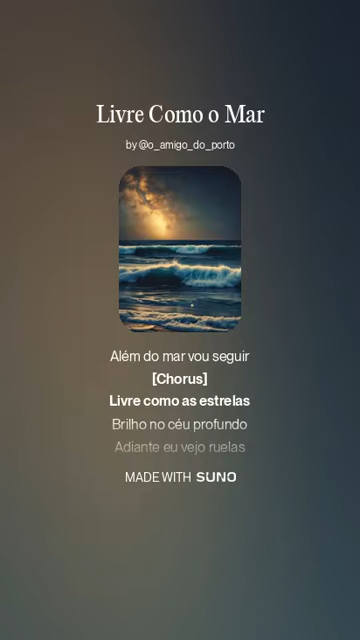 Livre Como o Mar
by @o_amigo_do_porto
Além do mar vou seguir
[Chorus]
Livre como as estrelas
Brilho no céu profundo
Adiante eu vejo ruelas
MADE WITH SUNO